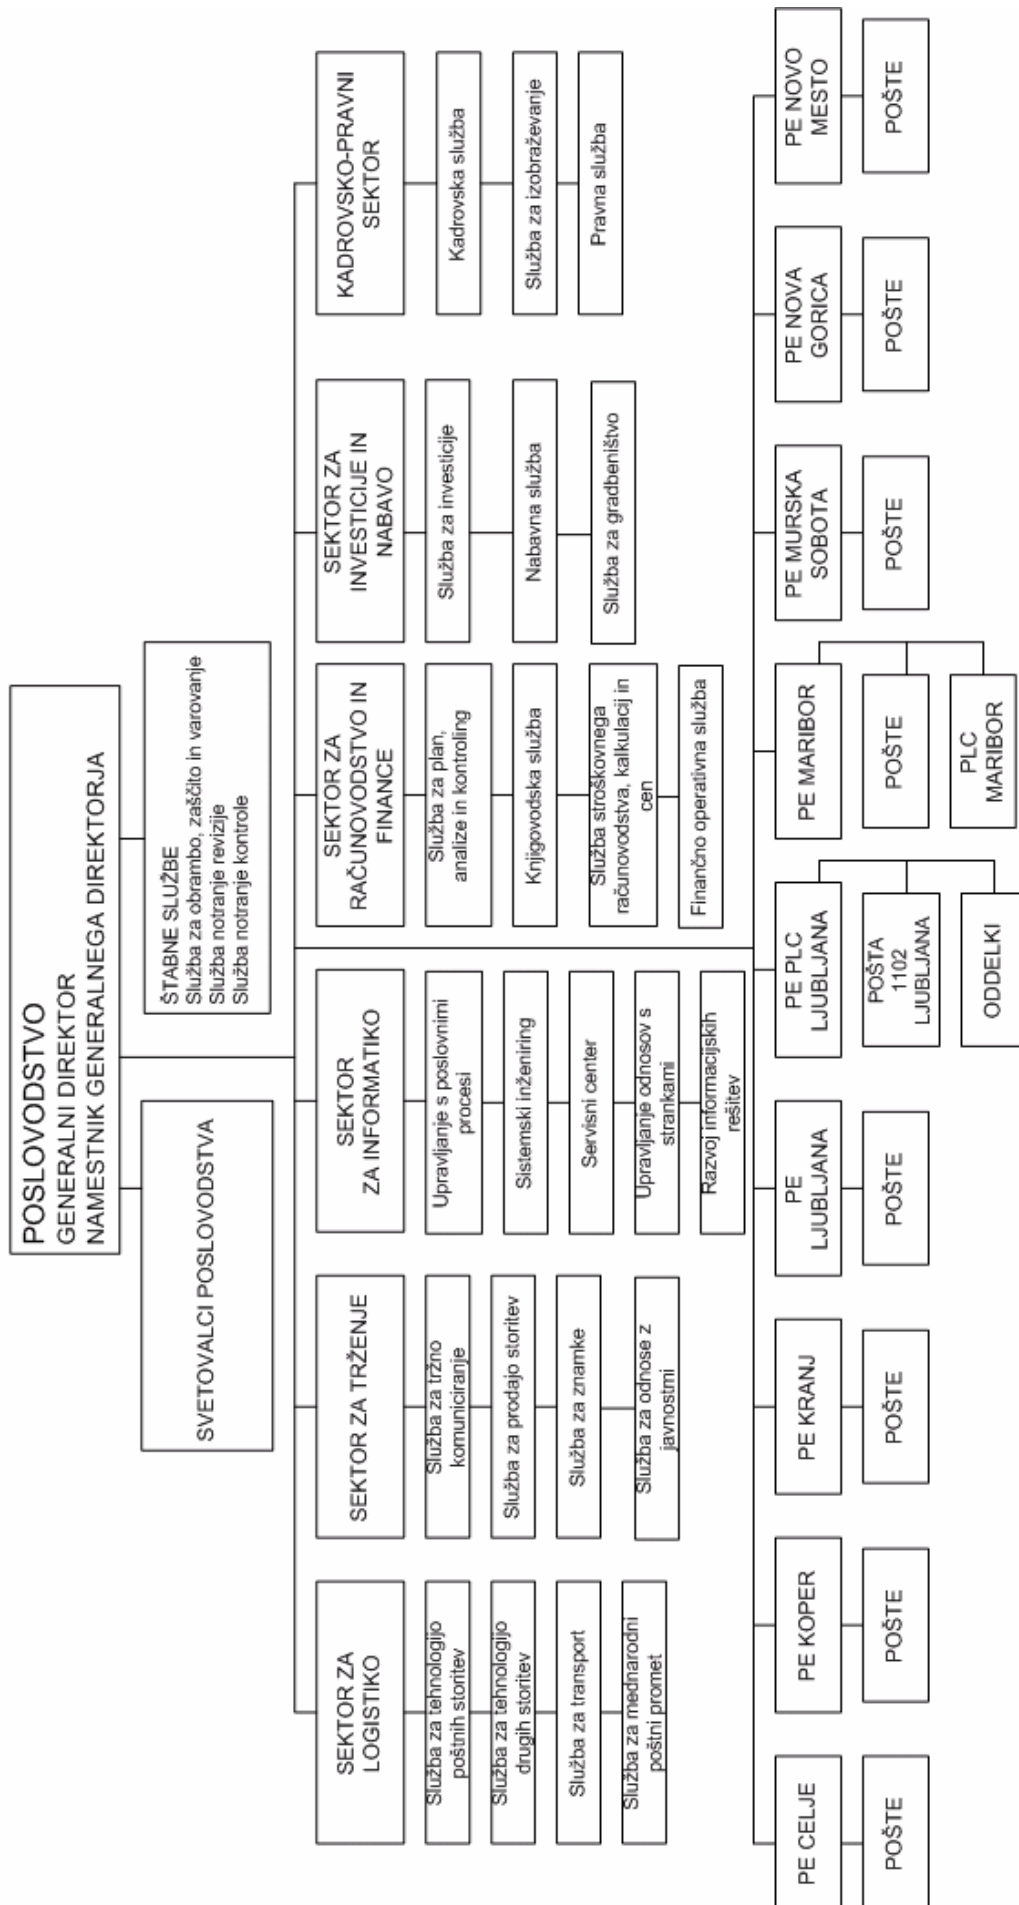 POSLOVODSTVO
GENERALNI DIREKTOR
NAMESTNIK GENERALNEGA DIREKTORJA
SVETOVALCI POSLOVODSTVA
ŠTABNE SLUŽBE
Služba za obrambo, zaščito in varovanje
Služba notranje revizije
Služba notranje kontrole
SEKTOR ZA
LOGISTIKO
Služba za tehnologijo
poštnih storitev
Služba za tehnologijo
drugih storitev
Služba za transport
Služba za mednarodni
poštni promet
SEKTOR ZA TRŽENJE
Služba za tržno
komuniciranje
Služba za prodajo storitev
Služba za znamke
Služba za odnose z
javnostmi
SEKTOR
ZA INFORMATIKO
Upravljanje s poslovnimi
procesi
Sistemski inženiring
Servisni center
Upravljanje odnosov s
strankami
Razvoj informacijskih
rešitev
SEKTOR ZA
RAČUNOVODSTVO IN
FINANCE
Služba za plan,
analize in kontroling
Knjigovodska služba
Služba stroškovnega
računovodstva, kalkulacij in
cen
Finančno operativna služba
SEKTOR ZA
INVESTICIJE IN
NABAVO
Služba za investicije
Nabavna služba
Služba za gradbeništvo
KADROVSKO-PRAVNI
SEKTOR
Kadrovska služba
Služba za izobraževanje
Pravna služba
PE CELJE
POŠTE
PE KOPER
POŠTE
PE KRANJ
POŠTE
PE
LJUBLJANA
POŠTE
PE PLC
LJUBLJANA
POŠTA
1102
LJUBLJANA
ODDELKI
PE MARIBOR
POŠTE
PLC
MARIBOR
PE MURSKA
SOBOTA
POŠTE
PE NOVA
GORICA
POŠTE
PE NOVO
MESTO
POŠTE